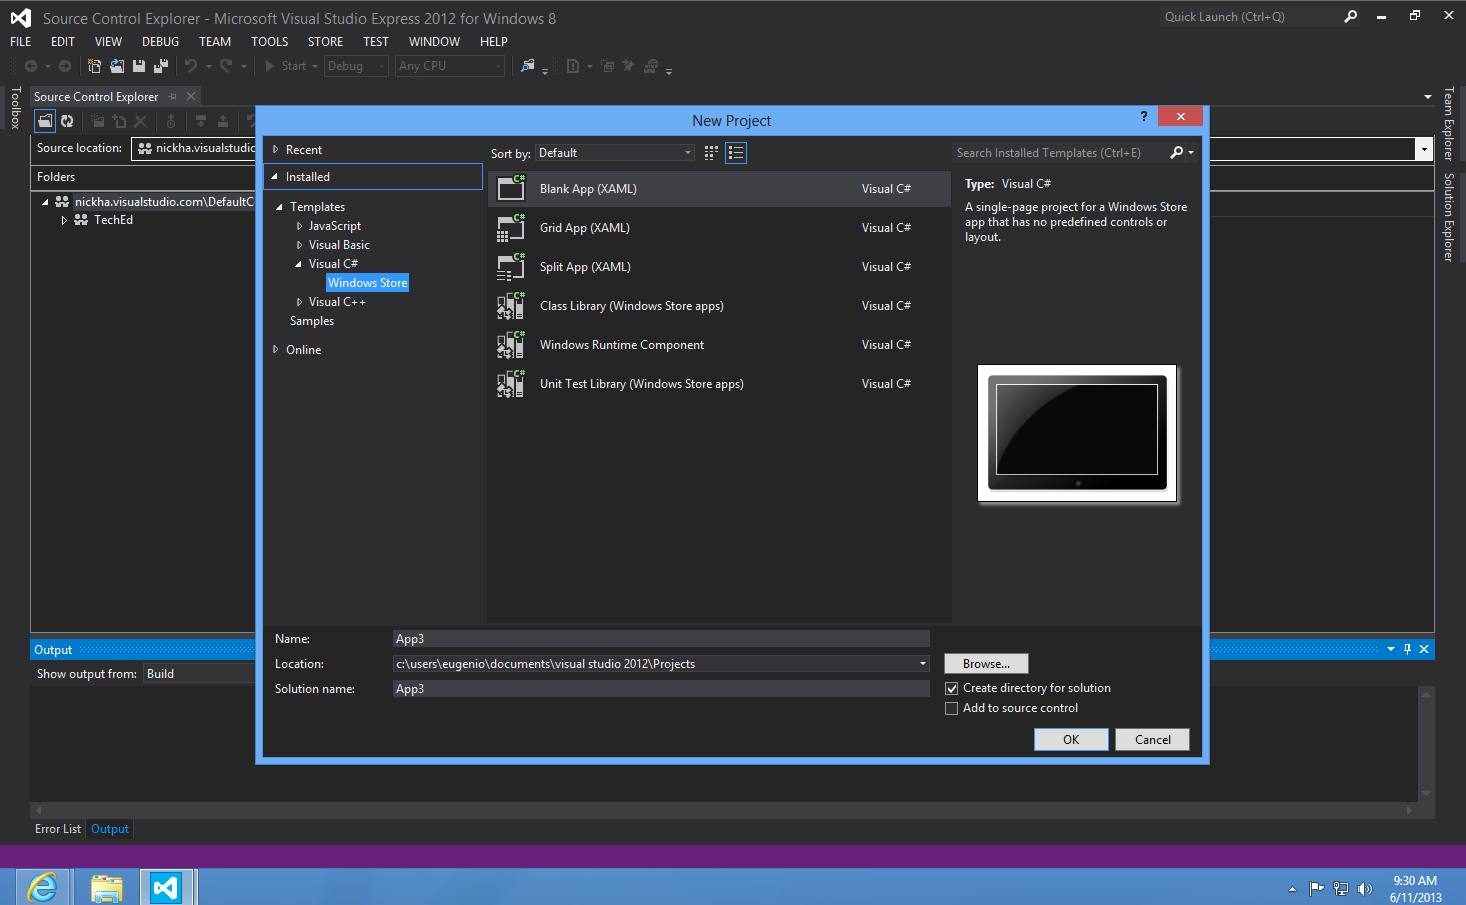 Source Control Explorer - Microsoft Visual Studio Express 2012 for Windows 8
Quick Launch (Ctrl+Q)
FILE EDIT VIEW DEBUG TEAM TOOLS STORE TEST WINDOW HELP
Start Debug Any CPU
Toolbox
Source Control Explorer
Team Explorer
Solution Explorer
Source location: nickha.visualstudio
Folders
nickha.visualstudio.com\DefaultC
TechEd
New Project
?
Recent
Installed
Templates
JavaScript
Visual Basic
Visual C#
Windows Store
Visual C++
Samples
Online
Sort by: Default
Search Installed Templates (Ctrl+E)
Blank App (XAML) Visual C#
Grid App (XAML) Visual C#
Split App (XAML) Visual C#
Class Library (Windows Store apps) Visual C#
Windows Runtime Component Visual C#
Unit Test Library (Windows Store apps) Visual C#
Type: Visual C#
A single-page project for a Windows Store
app that has no predefined controls or
layout.
Name: App3
Location: c:\users\eugenio\documents\visual studio 2012\Projects
Browse...
Solution name: App3
Create directory for solution
Add to source control
OK Cancel
Output
Show output from: Build
Error List Output
9:30 AM
6/11/2013